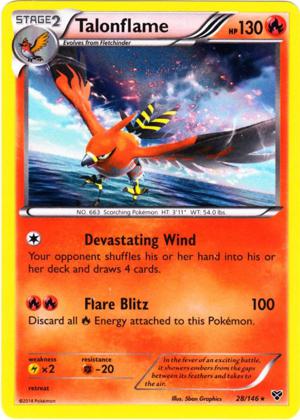 STAGE2 Talonflame HP130
Evolves from Fletchinder
NO. 663 Scorching Pokémon HT: 3'11" WT: 54.0 lbs.
Devastating Wind
Your opponent shuffles his or her hand into his or
her deck and draws 4 cards.
Flare Blitz 100
Discard all Energy attached to this Pokémon.
weakness resistance
×2 -20
retreat
In the fever of an exciting battle,
it showers embers from the gaps
between its feathers and takes to
the air.
Illus. 5ban Graphics
©2014 Pokémon 28/146 ★
XY